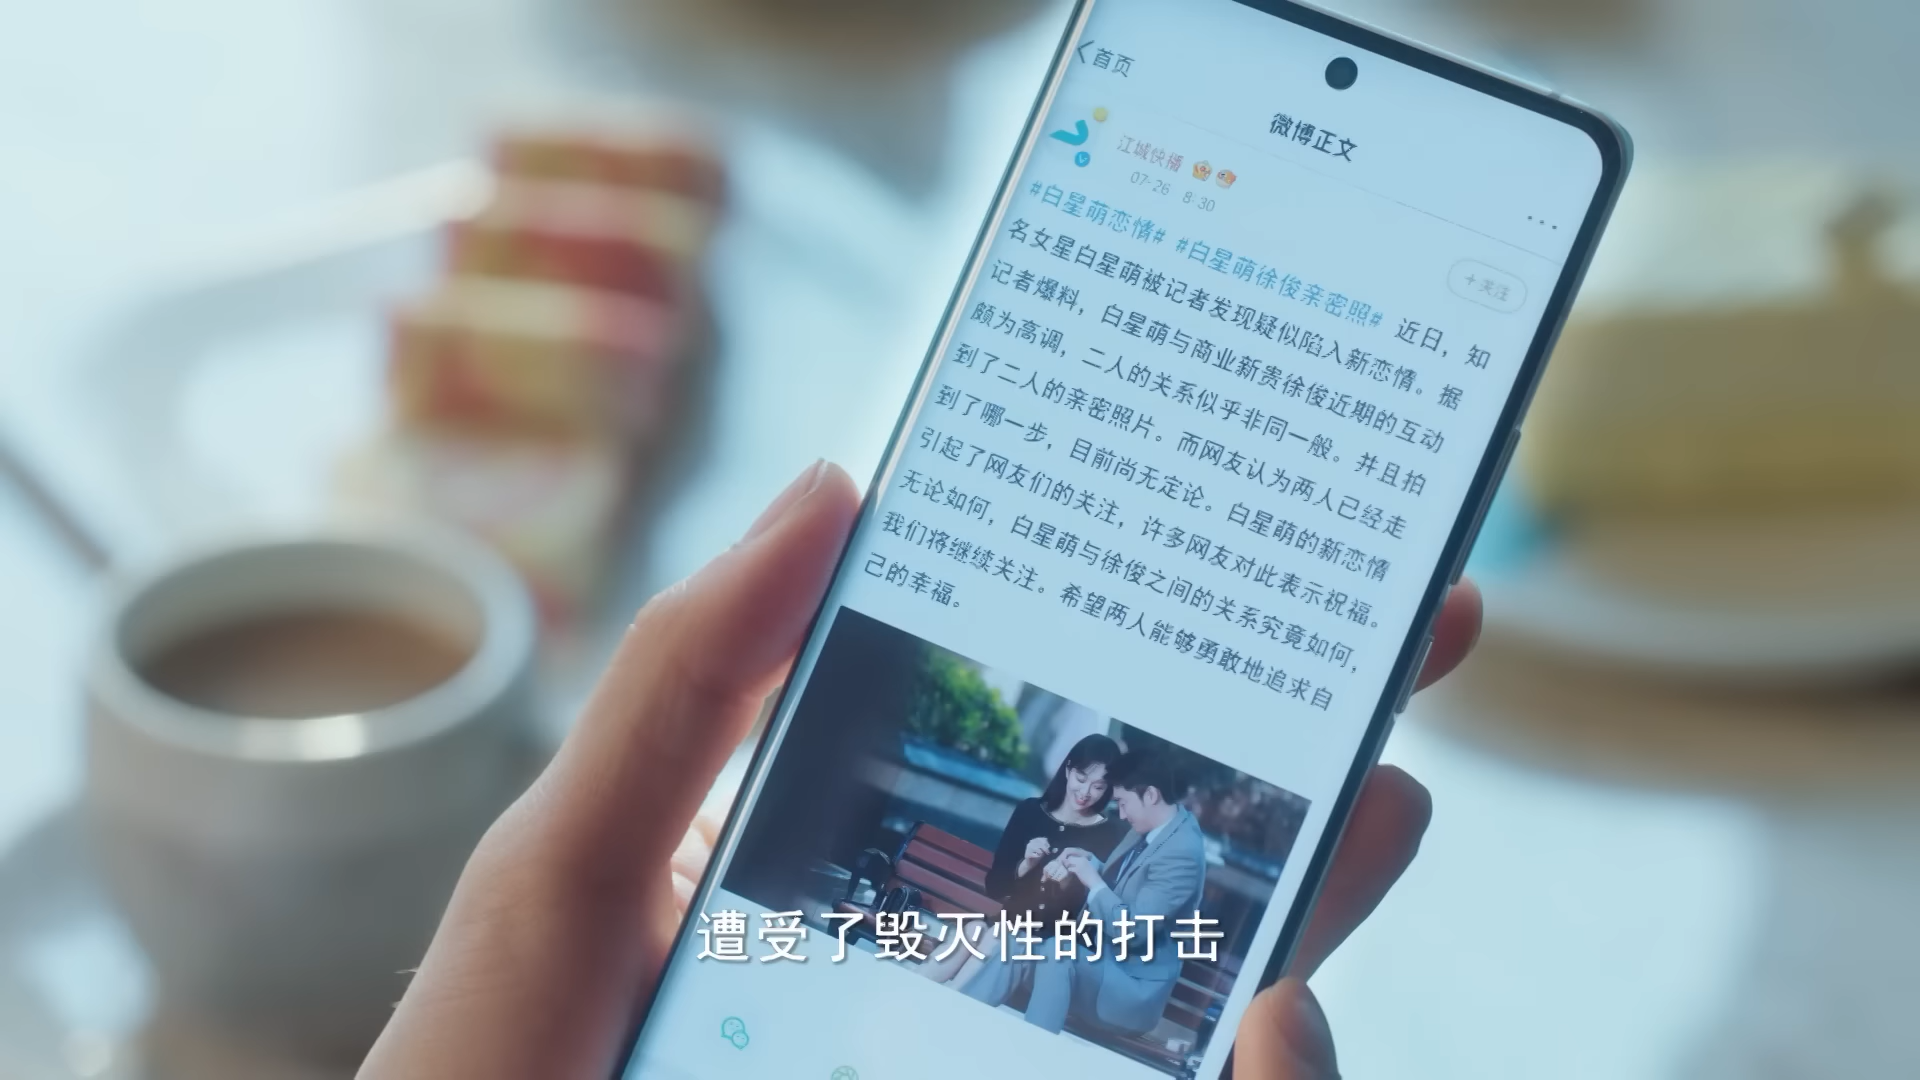 首页
微博正文
江城快播
07-26 8:30
+关注
#白星萌恋情# #白星萌徐俊亲密照# 近日，知
名女星白星萌被记者发现疑似陷入新恋情。据
记者爆料，白星萌与商业新贵徐俊近期的互动
颇为高调，二人的关系似乎非同一般。并且拍
到了二人的亲密照片。而网友认为两人已经走
到了哪一步，目前尚无定论。白星萌的新恋情
引起了网友们的关注，许多网友对此表示祝福。
无论如何，白星萌与徐俊之间的关系究竟如何，
我们将继续关注。希望两人能够勇敢地追求自
己的幸福。
遭受了毁灭性的打击